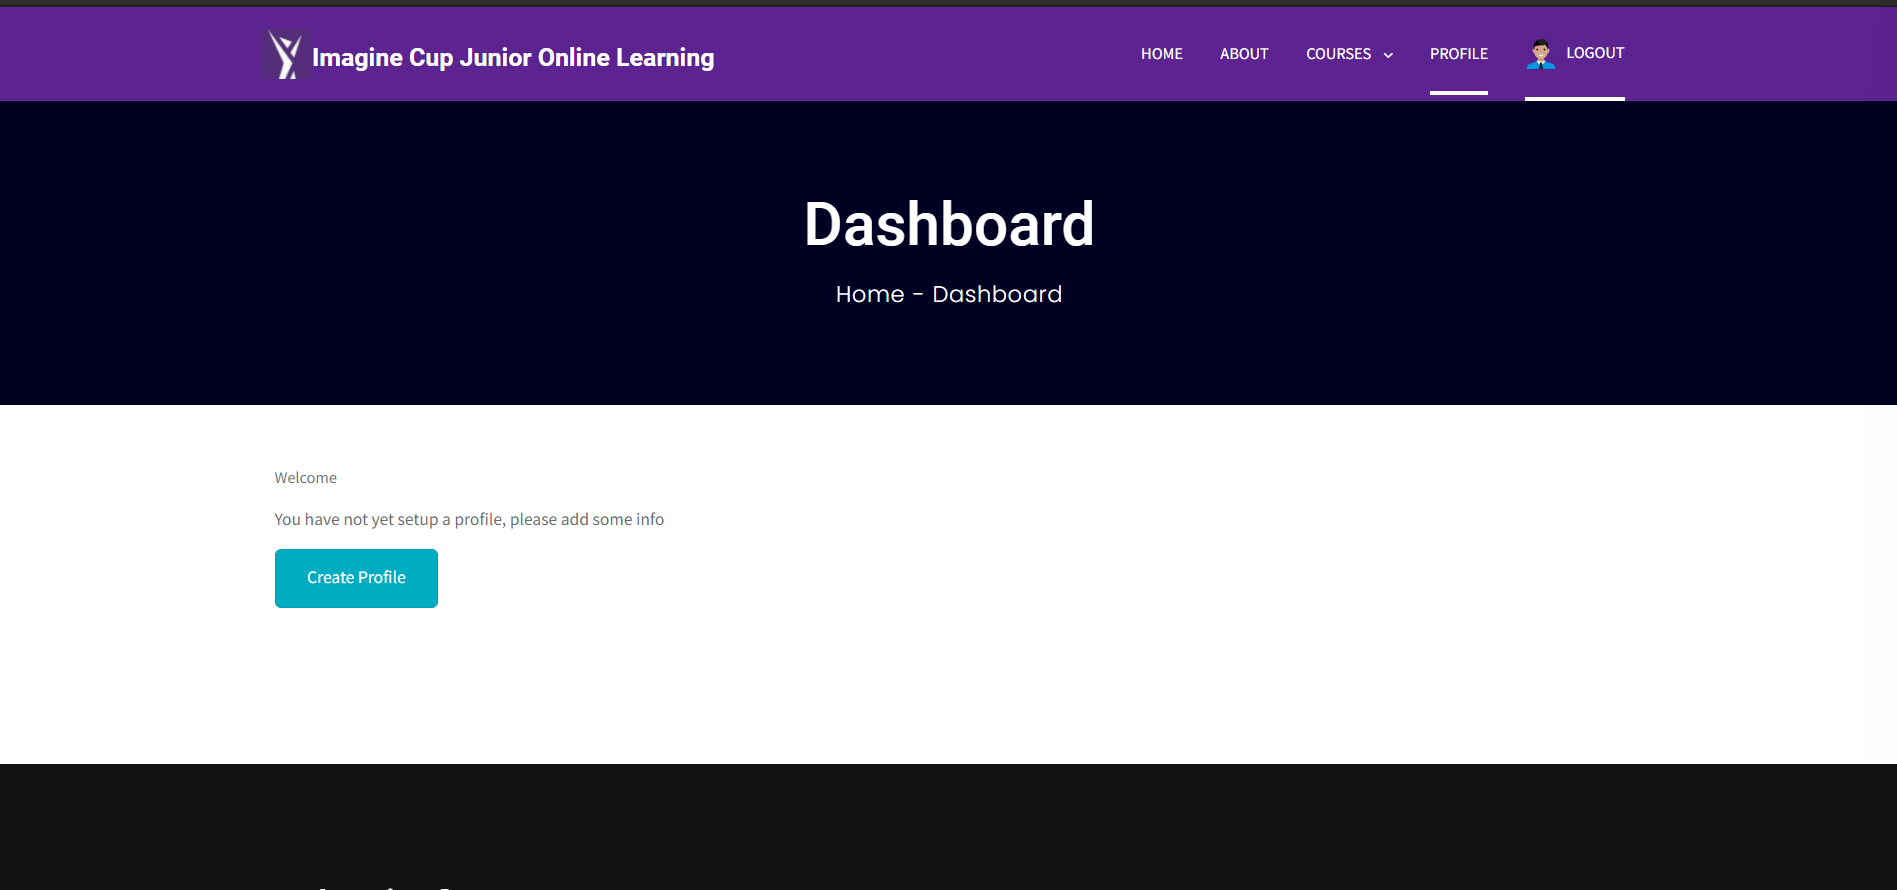 Imagine Cup Junior Online Learning
HOME ABOUT COURSES PROFILE LOGOUT
Dashboard
Home - Dashboard
Welcome
You have not yet setup a profile, please add some info
Create Profile